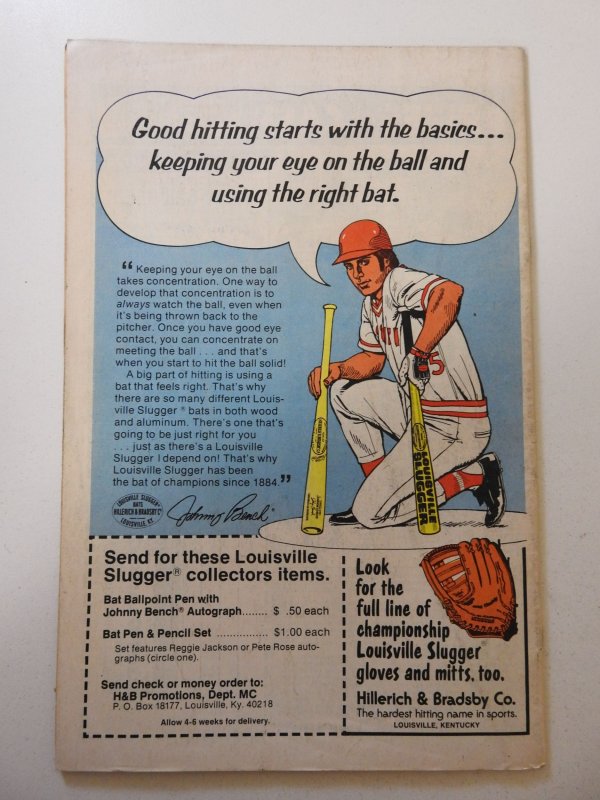 Good hitting starts with the basics...
keeping your eye on the ball and
using the right bat.
“ Keeping your eye on the ball
takes concentration. One way to
develop that concentration is to
always watch the ball, even when
it's being thrown back to the
pitcher. Once you have good eye
contact, you can concentrate on
meeting the ball . . . and that's
when you start to hit the ball solid!
A big part of hitting is using a
bat that feels right. That's why
there are so many different Louis-
ville Slugger ® bats in both wood
and aluminum. There's one that's
going to be just right for you
. . . just as there's a Louisville
Slugger I depend on! That's why
Louisville Slugger has been
the bat of champions since 1884.”
LOUISVILLE SLUGGER®
BATS
HILLERICH & BRADSBY Cº
LOUISVILLE, KY.
Johnny Bench®
5
LOUISVILLE
SLUGGER
Send for these Louisville
Slugger® collectors items.
Bat Ballpoint Pen with
Johnny Bench® Autograph........ $ .50 each
Bat Pen & Pencil Set ................ $1.00 each
Set features Reggie Jackson or Pete Rose auto-
graphs (circle one).
Send check or money order to:
H&B Promotions, Dept. MC
P. O. Box 18177, Louisville, Ky. 40218
Allow 4-6 weeks for delivery.
Look
for the
full line of
championship
Louisville Slugger®
gloves and mitts, too.
Hillerich & Bradsby Co.
The hardest hitting name in sports.
LOUISVILLE, KENTUCKY